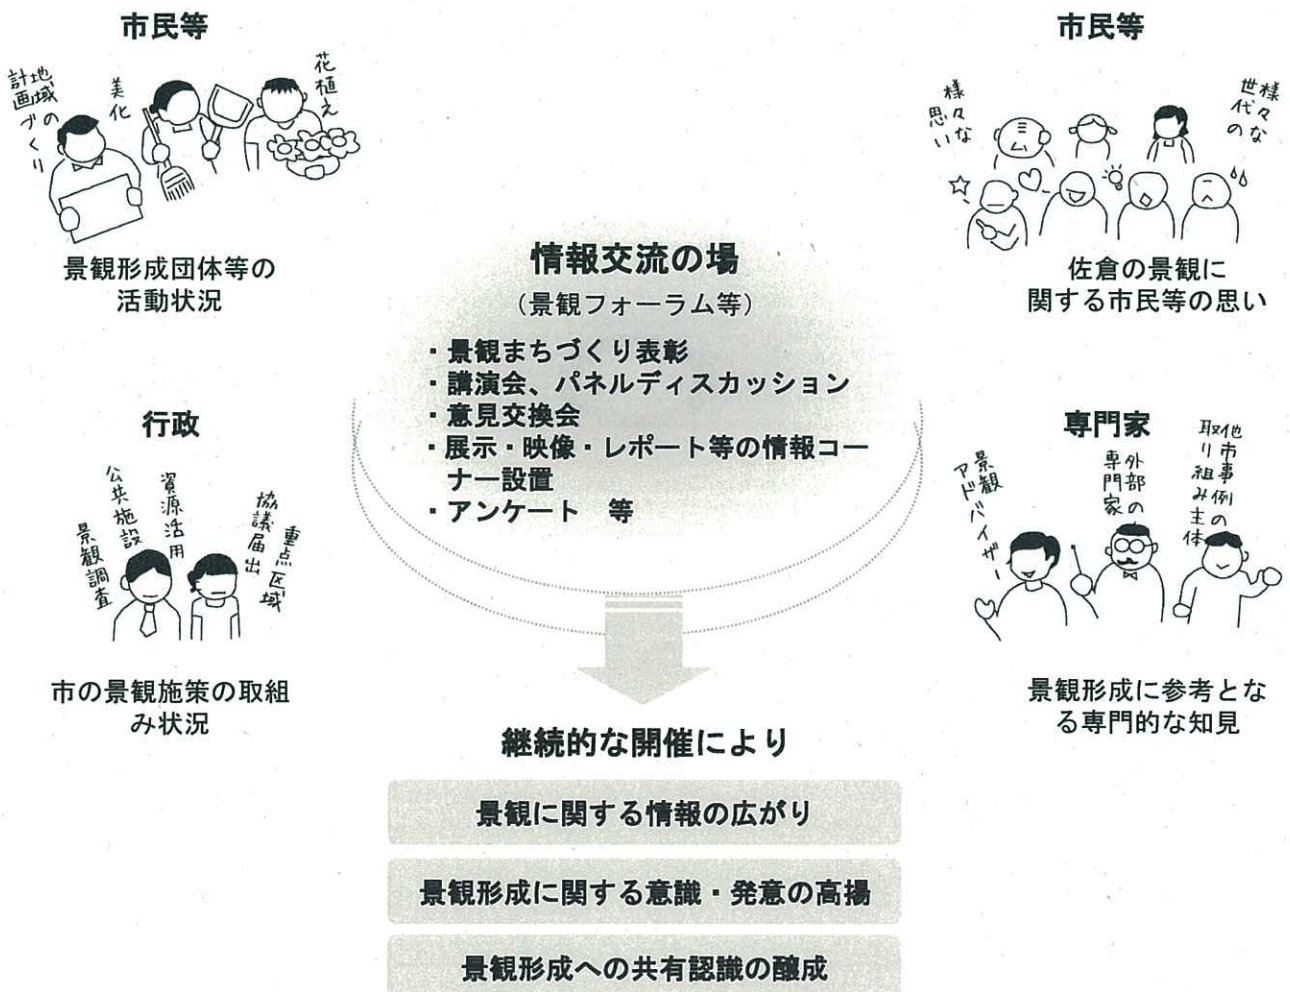 市民等
地域の
計画づくり
美化
花植え
景観形成団体等の
活動状況
市民等
様々な
思い
様々な
世代の
佐倉の景観に
関する市民等の思い
情報交流の場
（景観フォーラム等）
・景観まちづくり表彰
・講演会、パネルディスカッション
・意見交換会
・展示・映像・レポート等の情報コー
ナー設置
・アンケート　等
行政
景観調査
公共施設
資源活用
協議届出
重点区域
市の景観施策の取組
み状況
専門家
景観
アドバイザー
外部の
専門家
他市事例の
取り組み主体
景観形成に参考とな
る専門的な知見
継続的な開催により
景観に関する情報の広がり
景観形成に関する意識・発意の高揚
景観形成への共有認識の醸成